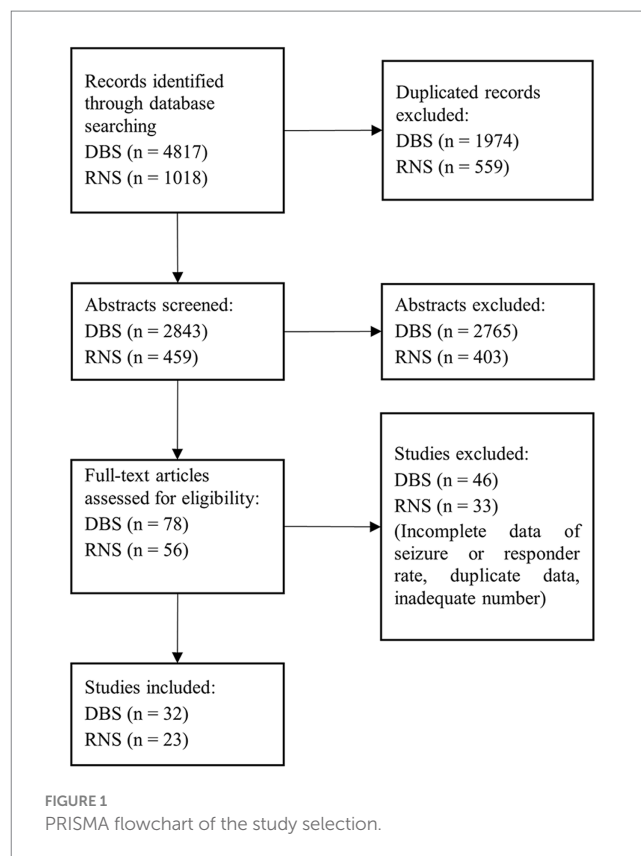 Records identified
through database
searching
DBS (n = 4817)
RNS (n = 1018)
Duplicated records
excluded:
DBS (n = 1974)
RNS (n = 559)
Abstracts screened:
DBS (n = 2843)
RNS (n = 459)
Abstracts excluded:
DBS (n = 2765)
RNS (n = 403)
Full-text articles
assessed for eligibility:
DBS (n = 78)
RNS (n = 56)
Studies excluded:
DBS (n = 46)
RNS (n = 33)
(Incomplete data of
seizure or responder
rate, duplicate data,
inadequate number)
Studies included:
DBS (n = 32)
RNS (n = 23)
FIGURE 1
PRISMA flowchart of the study selection.